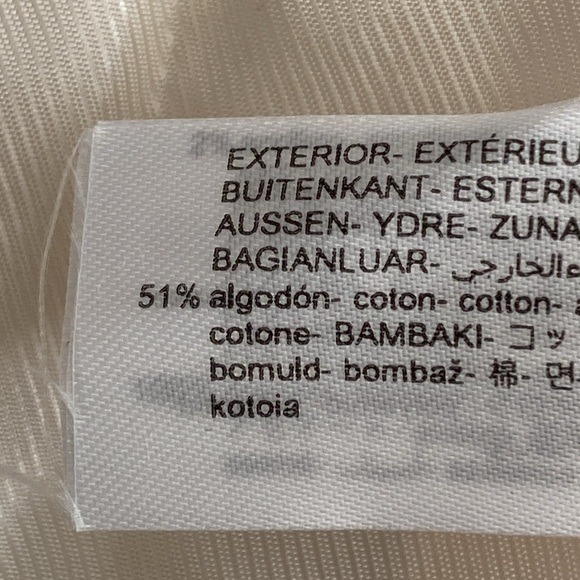 EXTERIOR- EXTÉRIEU
BUITENKANT- ESTERN
AUSSEN- YDRE- ZUNA
BAGIANLUAR- ء الخارجي
51% algodón- coton- cotton-
cotone- BAMBAKI- コッ
bomuld- bombaž- 棉- 면-
kotoia